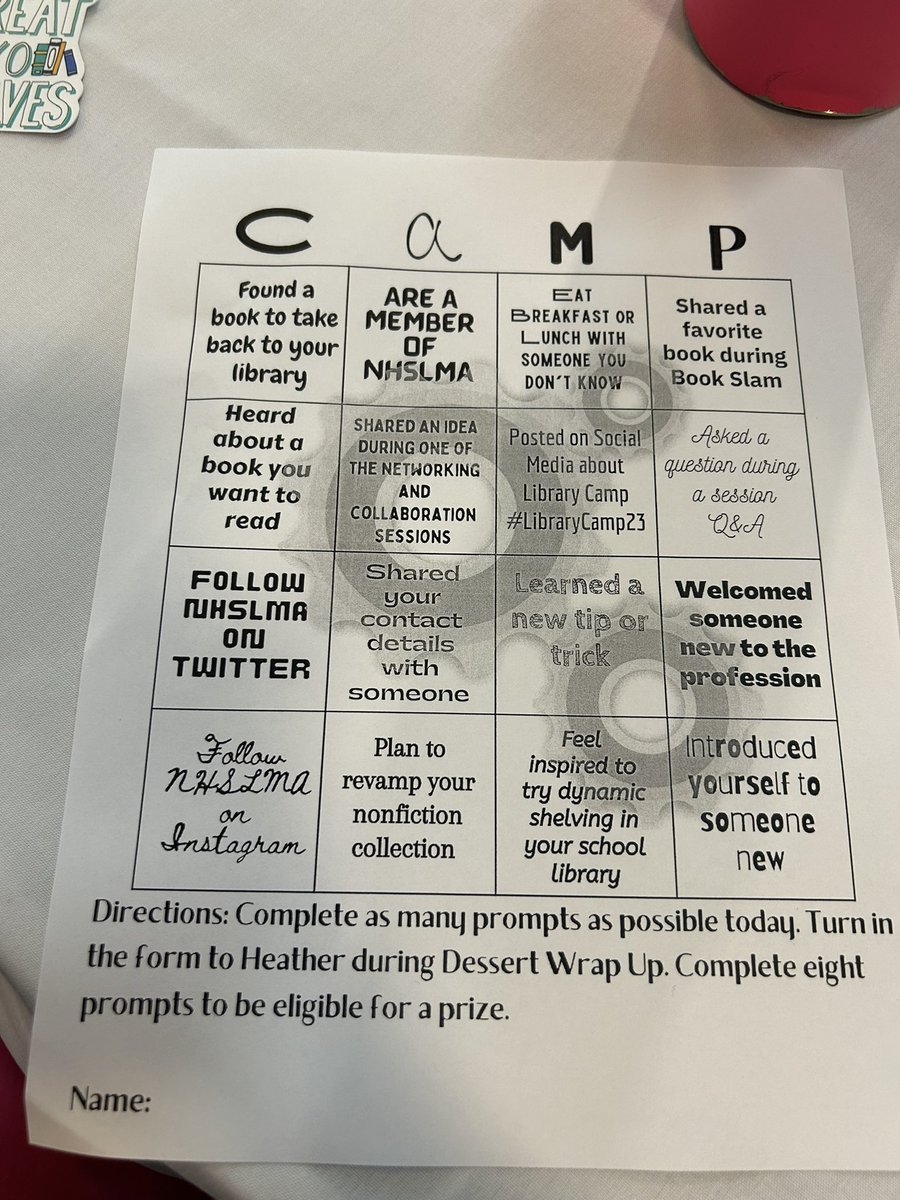 VES
C a M P
Found a
book to take
back to your
library
ARE A
MEMBER
OF
NHSLMA
EAT
BREAKFAST OR
LUNCH WITH
SOMEONE YOU
DON'T KNOW
Shared a
favorite
book during
Book Slam
Heard
about a
book you
want to
read
SHARED AN IDEA
DURING ONE OF
THE NETWORKING
AND
COLLABORATION
SESSIONS
Posted on Social
Media about
Library Camp
#LibraryCamp23
Asked a
question during
a session
Q&A
FOLLOW
NHSLMA
ON
TWITTER
Shared
your
contact
details
with
someone
Learned a
new tip or
trick
Welcomed
someone
new to the
profession
Follow
NHSLMA
on
Instagram
Plan to
revamp your
nonfiction
collection
Feel
inspired to
try dynamic
shelving in
your school
library
Introduced
yourself to
someone
new
Directions: Complete as many prompts as possible today. Turn in
the form to Heather during Dessert Wrap Up. Complete eight
prompts to be eligible for a prize.
Name: